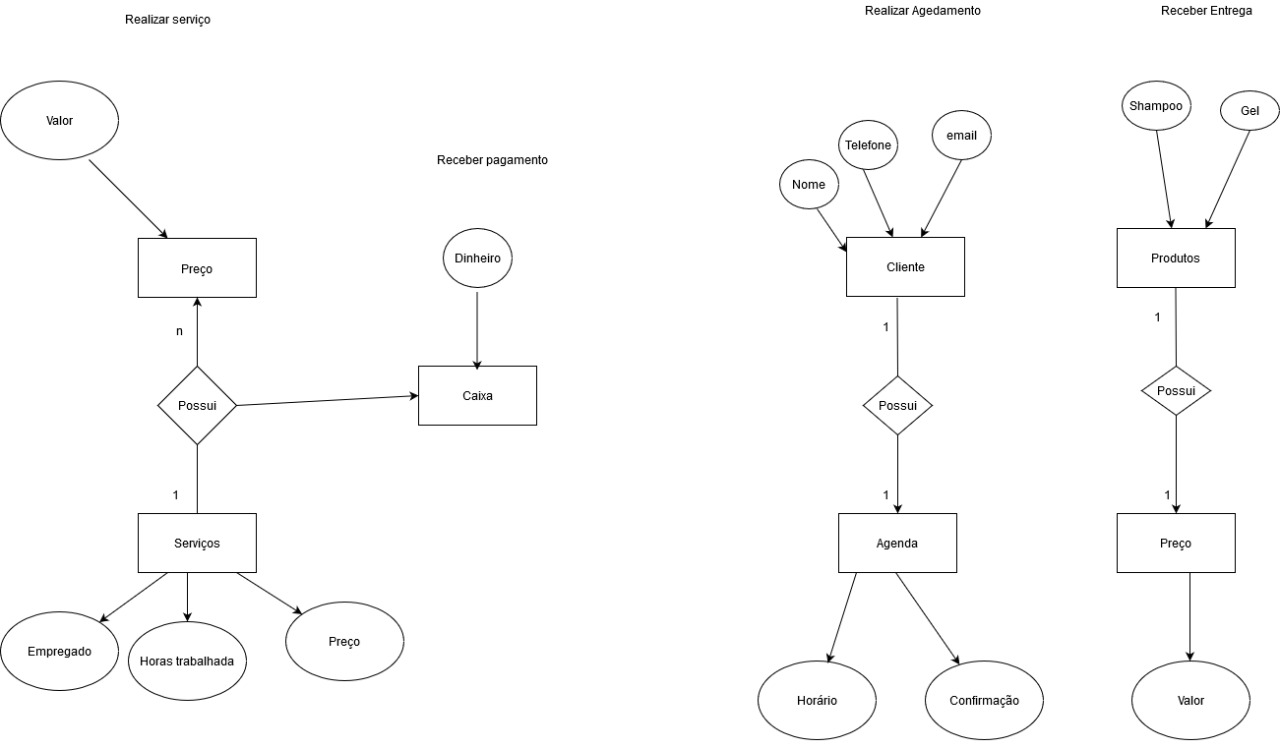 Realizar serviço
Realizar Agedamento
Receber Entrega
Valor
Shampoo
Gel
Telefone
email
Receber pagamento
Nome
Dinheiro
Preço
Cliente
Produtos
n
1
1
Possui
Caixa
Possui
Possui
1
1
1
Serviços
Agenda
Preço
Empregado
Horas trabalhada
Preço
Horário
Confirmação
Valor